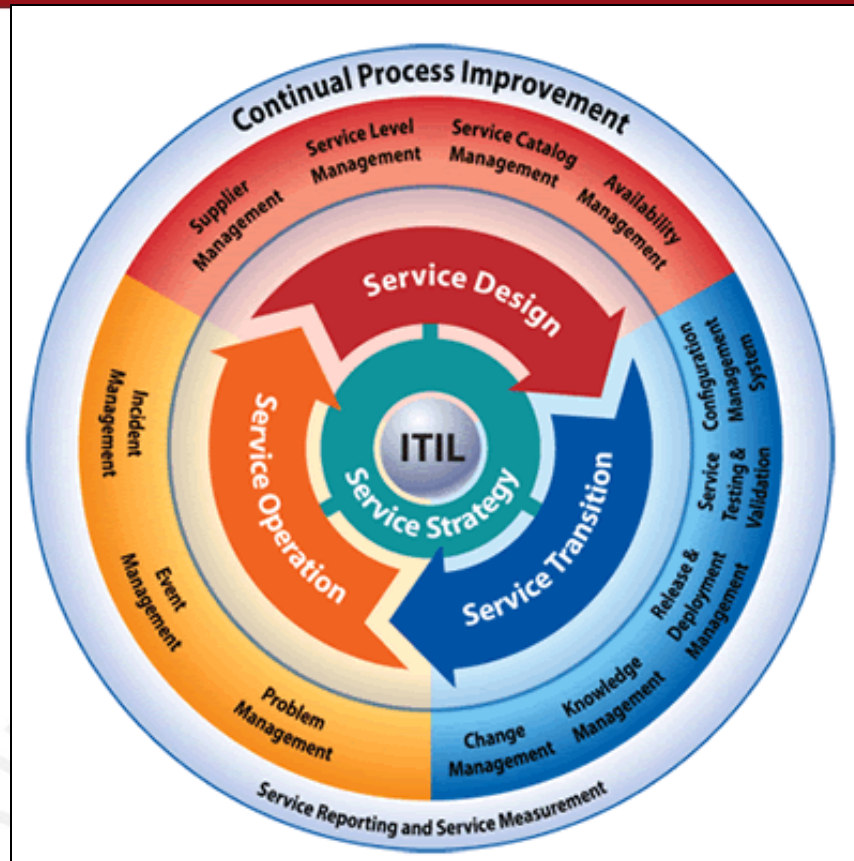 Continual Process Improvement
Supplier
Management
Service Level
Management
Service Catalog
Management
Availability
Management
Configuration
Management
System
Service
Testing &
Validation
Release &
Deployment
Management
Knowledge
Management
Change
Management
Problem
Management
Event
Management
Incident
Management
Service Design
Service Transition
Service Operation
Service Strategy
ITIL
Service Reporting and Service Measurement